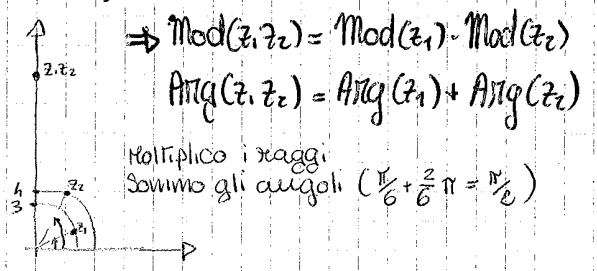 ⇒ Mod(z₁z₂) = Mod(z₁)·Mod(z₂)
Arg(z₁z₂) = Arg(z₁)+ Arg(z₂)
Moltiplico i raggi
Sommo gli angoli (π/6 + 2/6 π = π/2)
z₁z₂
4
z₂
3
z₁